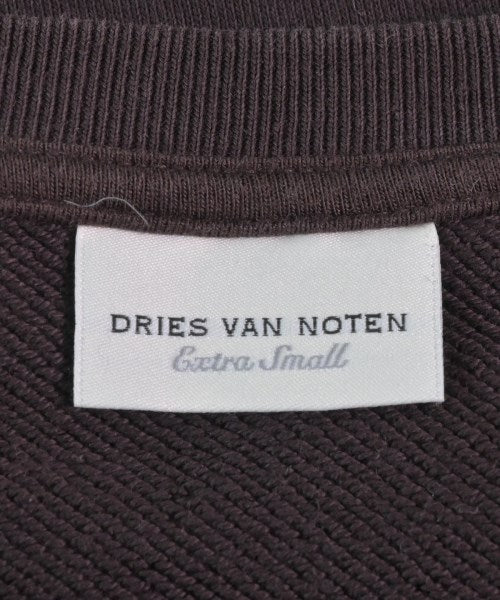 DRIES VAN NOTEN
Extra Small